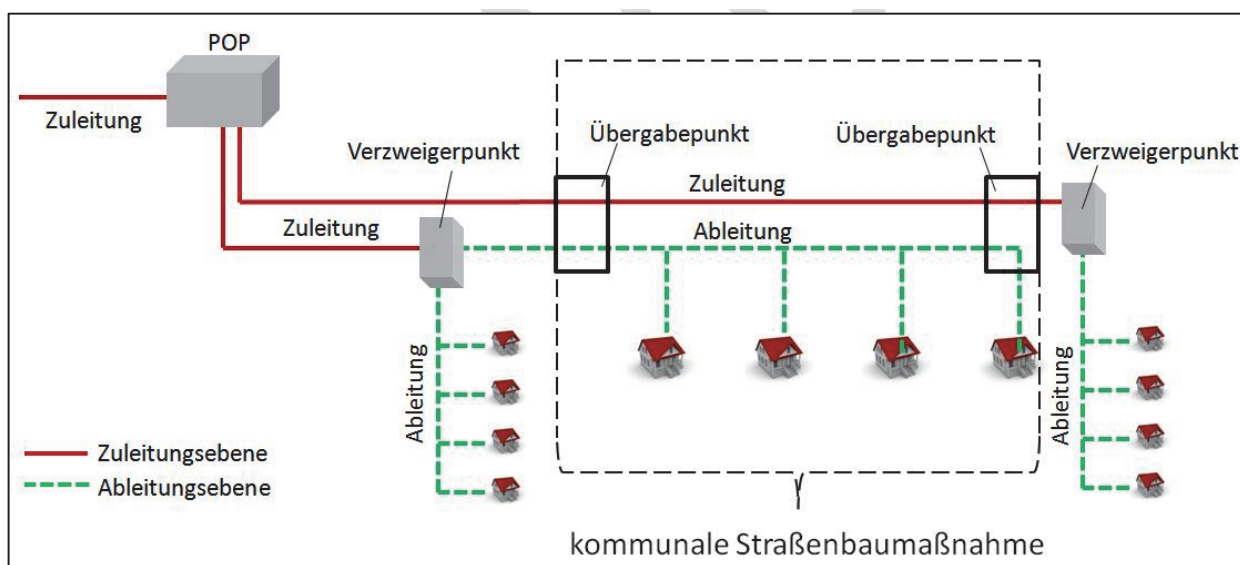 POP
Zuleitung
Übergabepunkt
Übergabepunkt
Verzweigerpunkt
Verzweigerpunkt
Zuleitung
Zuleitung
Ableitung
Ableitung
Ableitung
Zuleitungsebene
Ableitungsebene
kommunale Straßenbaumaßnahme